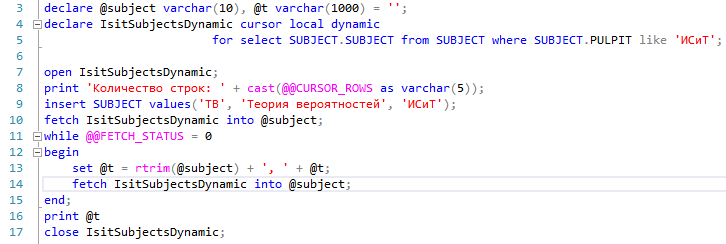 3 declare @subject varchar(10), @t varchar(1000) = '';
4 declare IsitSubjectsDynamic cursor local dynamic
5 for select SUBJECT.SUBJECT from SUBJECT where SUBJECT.PULPIT like 'ИСиТ';
6
7 open IsitSubjectsDynamic;
8 print 'Количество строк: ' + cast(@@CURSOR_ROWS as varchar(5));
9 insert SUBJECT values('ТВ', 'Теория вероятностей', 'ИСиТ');
10 fetch IsitSubjectsDynamic into @subject;
11 while @@FETCH_STATUS = 0
12 begin
13 set @t = rtrim(@subject) + ', ' + @t;
14 fetch IsitSubjectsDynamic into @subject;
15 end;
16 print @t
17 close IsitSubjectsDynamic;